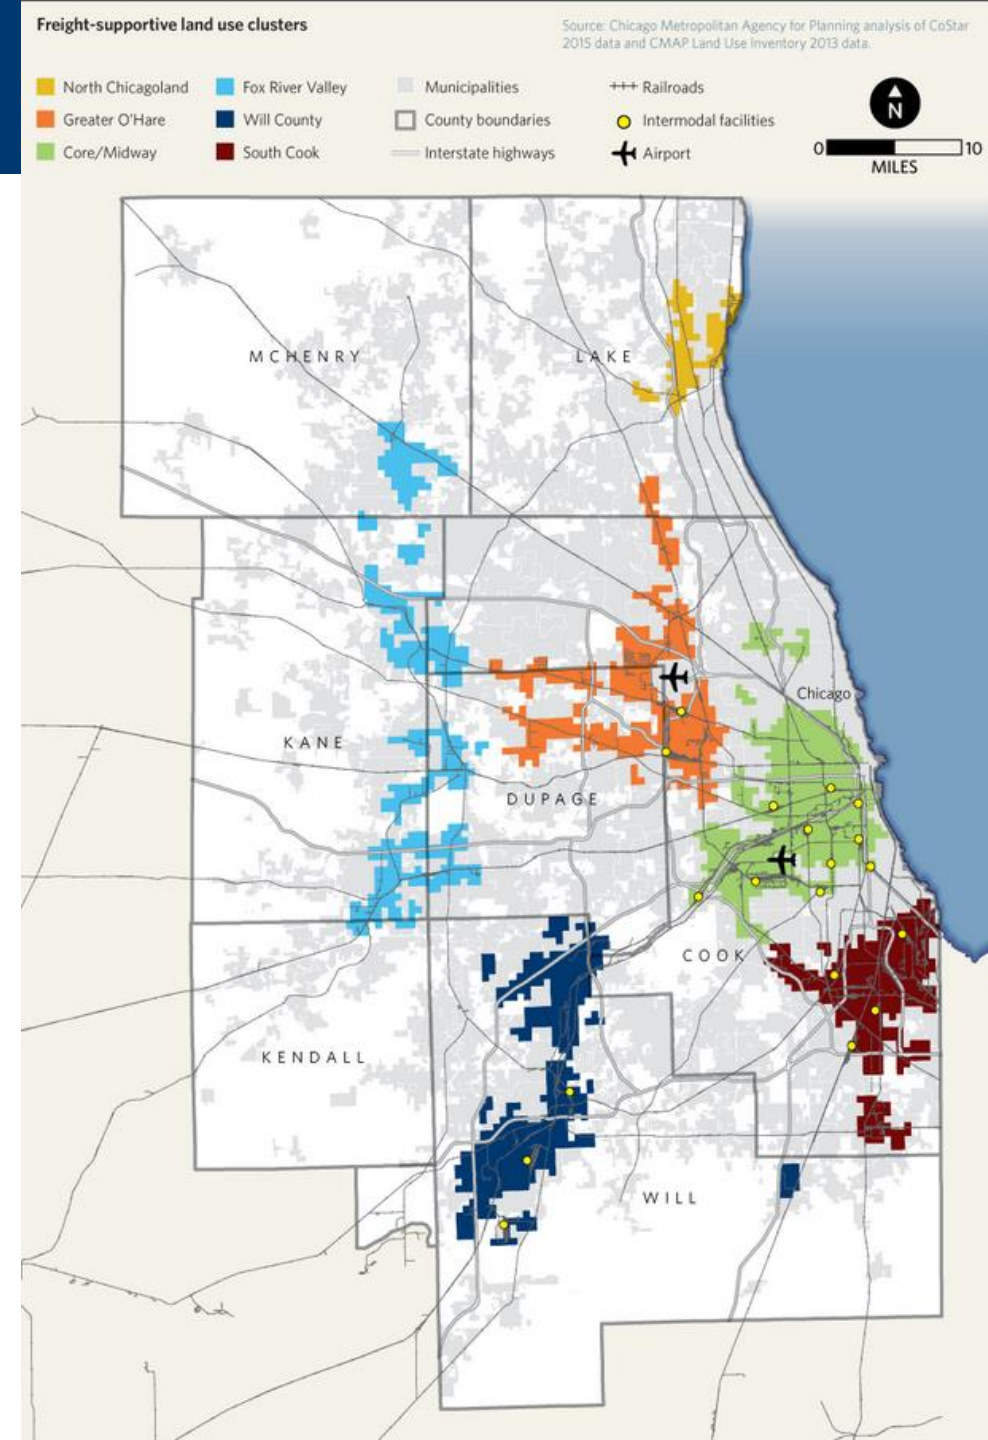 Freight-supportive land use clusters
Source: Chicago Metropolitan Agency for Planning analysis of CoStar
2015 data and CMAP Land Use Inventory 2013 data.
North Chicagoland
Fox River Valley
Municipalities
Railroads
Greater O'Hare
Will County
County boundaries
Intermodal facilities
Core/Midway
South Cook
Interstate highways
Airport
N
0
10
MILES
MCHENRY
LAKE
Chicago
KANE
DUPAGE
COOK
KENDALL
WILL